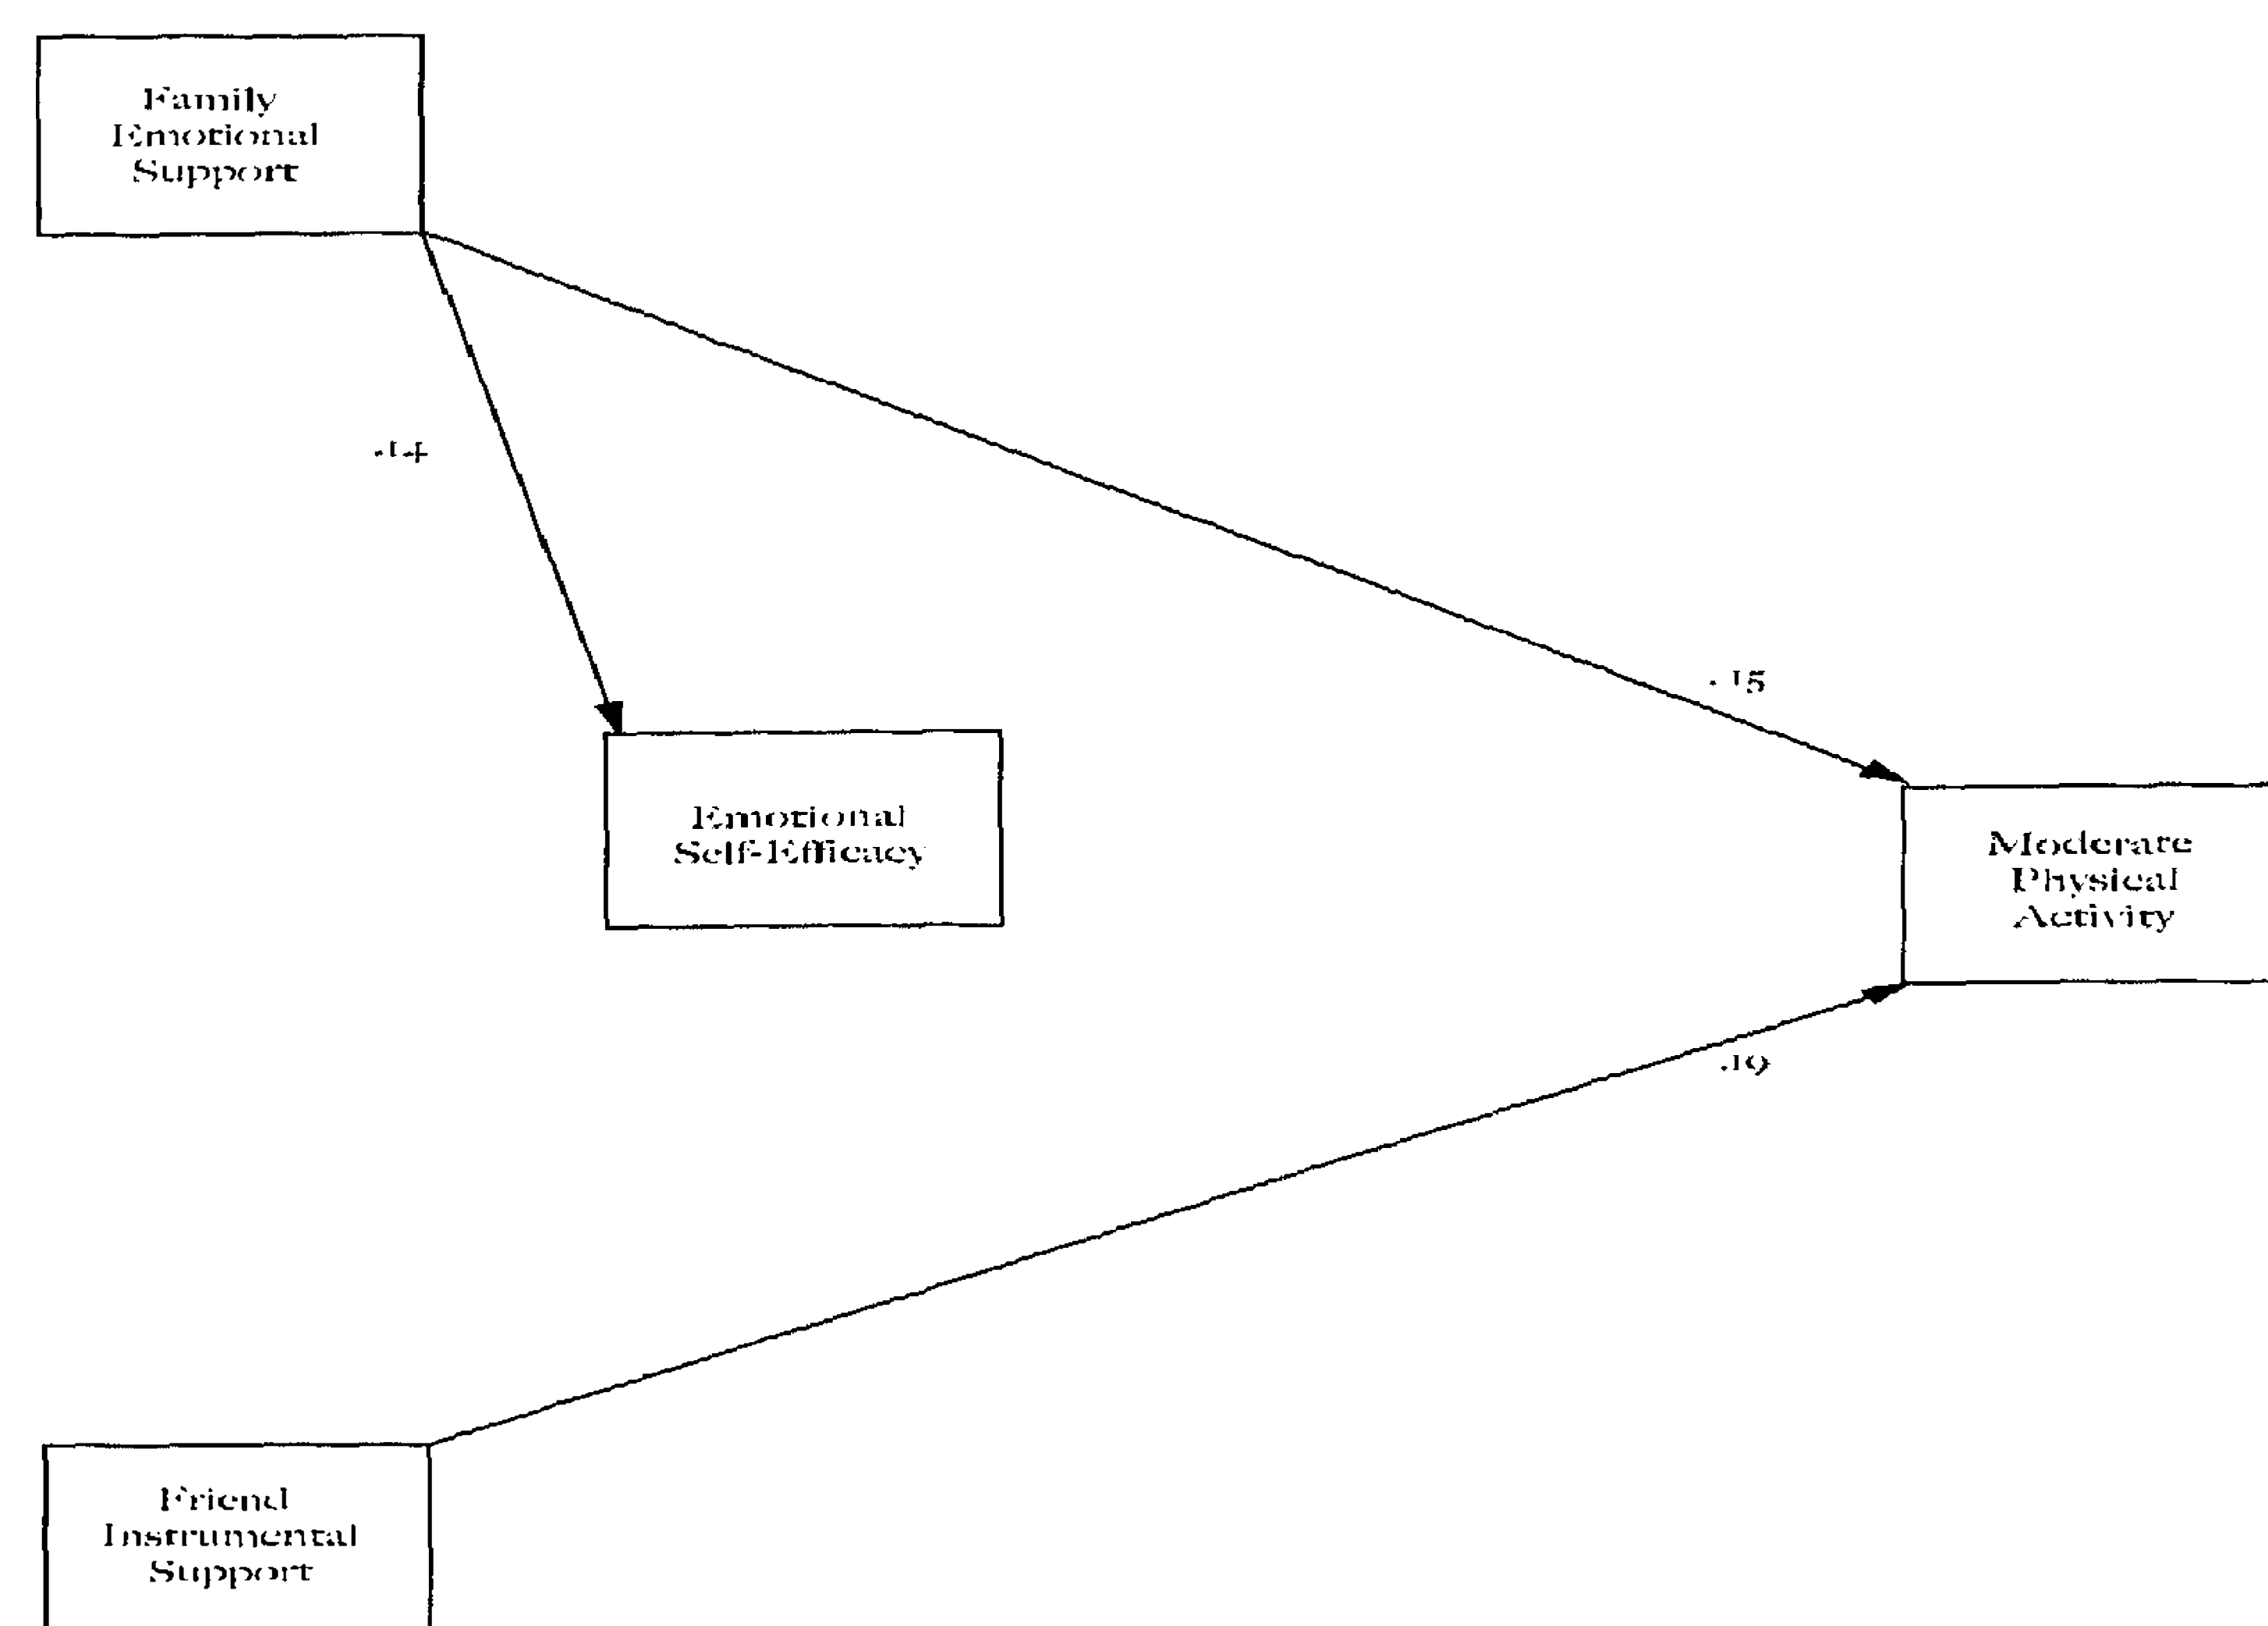 Family
Emotional
Support
.14
.15
Emotional
Self-Efficacy
Moderate
Physical
Activity
.19
Friend
Instrumental
Support